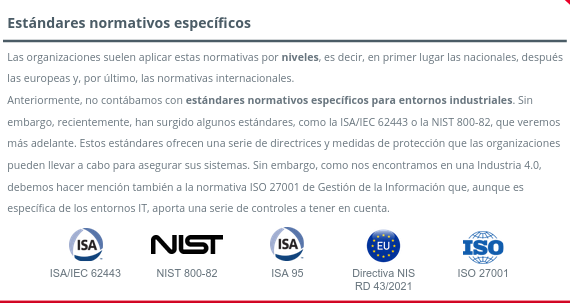 Estándares normativos específicos
Las organizaciones suelen aplicar estas normativas por niveles, es decir, en primer lugar las nacionales, después
las europeas y, por último, las normativas internacionales.
Anteriormente, no contábamos con estándares normativos específicos para entornos industriales. Sin
embargo, recientemente, han surgido algunos estándares, como la ISA/IEC 62443 o la NIST 800-82, que veremos
más adelante. Estos estándares ofrecen una serie de directrices y medidas de protección que las organizaciones
pueden llevar a cabo para asegurar sus sistemas. Sin embargo, como nos encontramos en una Industria 4.0,
debemos hacer mención también a la normativa ISO 27001 de Gestión de la Información que, aunque es
específica de los entornos IT, aporta una serie de controles a tener en cuenta.
ISA NIST ISA EU ISO
ISA/IEC 62443 NIST 800-82 ISA 95 Directiva NIS ISO 27001
RD 43/2021